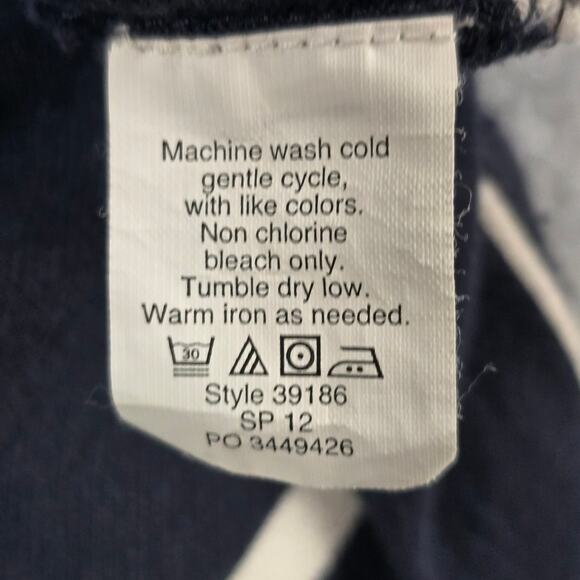 Machine wash cold
gentle cycle,
with like colors.
Non chlorine
bleach only.
Tumble dry low.
Warm iron as needed.
30
Style 39186
SP 12
PO 3449426